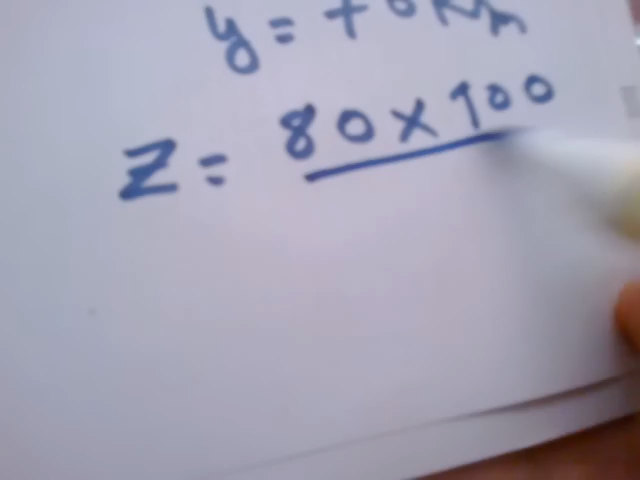 y =
Z = 80 × 100